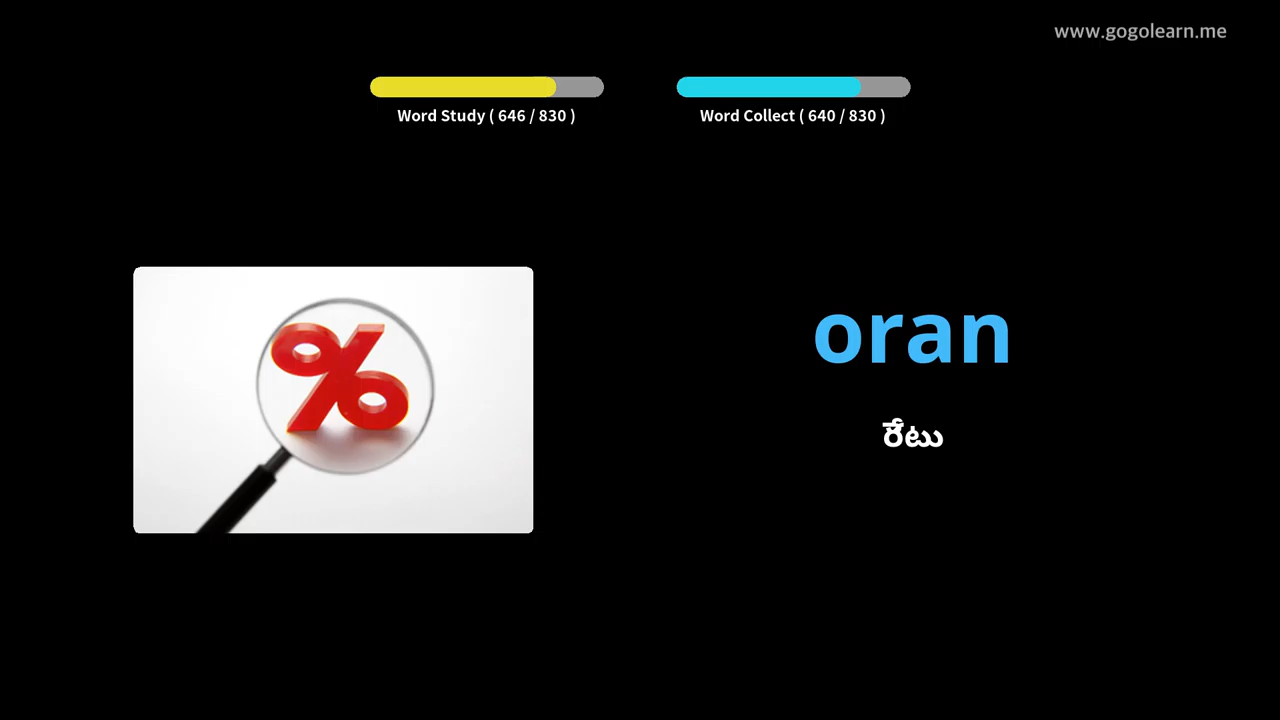 www.gogolearn.me
Word Study ( 646 / 830 )
Word Collect ( 640 / 830 )
%
oran
రేటు